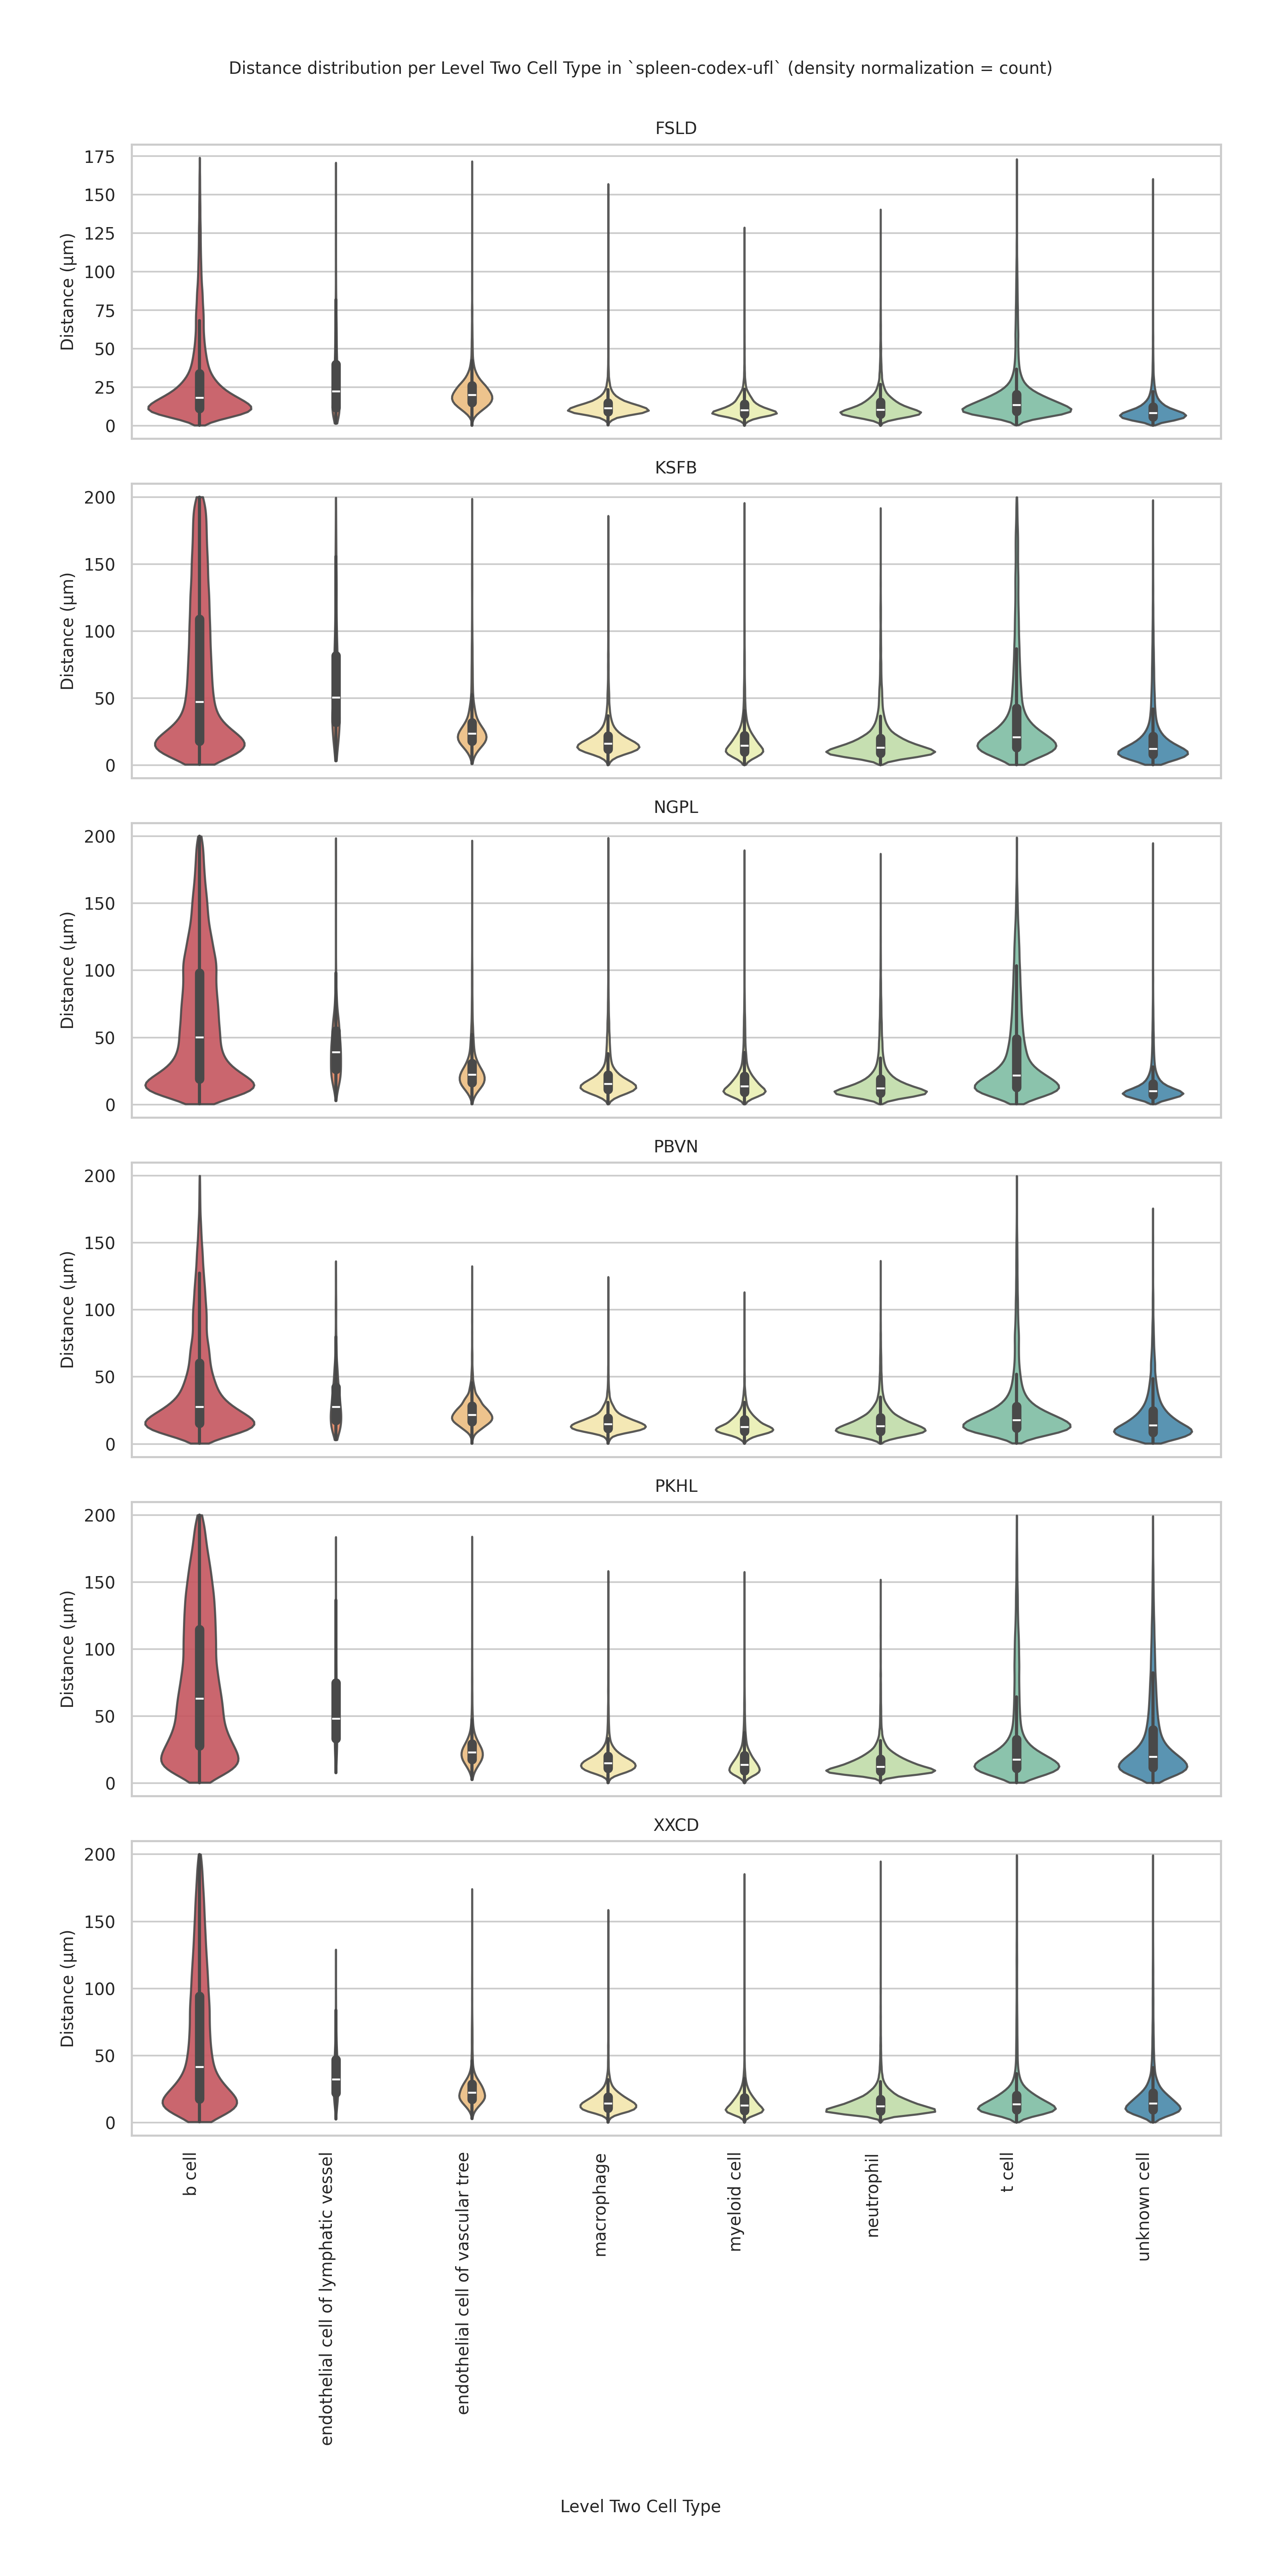 Distance distribution per Level Two Cell Type in `spleen-codex-ufl` (density normalization = count)
FSLD
175
150
125
100
75
50
25
0
Distance (µm)
KSFB
200
150
100
50
0
Distance (µm)
NGPL
200
150
100
50
0
Distance (µm)
PBVN
200
150
100
50
0
Distance (µm)
PKHL
200
150
100
50
0
Distance (µm)
XXCD
200
150
100
50
0
Distance (µm)
b cell
endothelial cell of lymphatic vessel
endothelial cell of vascular tree
macrophage
myeloid cell
neutrophil
t cell
unknown cell
Level Two Cell Type